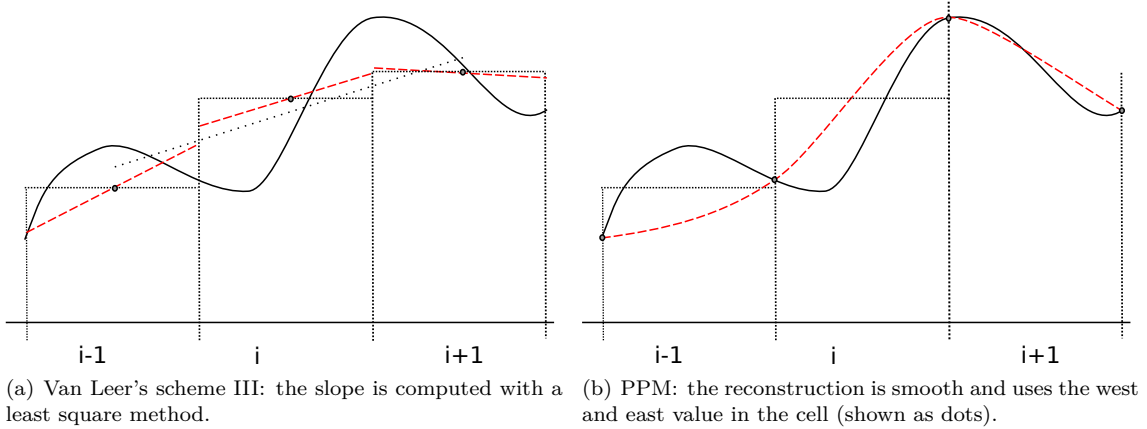 i-1 i i+1
i-1 i i+1
(a) Van Leer's scheme III: the slope is computed with a
least square method.
(b) PPM: the reconstruction is smooth and uses the west
and east value in the cell (shown as dots).